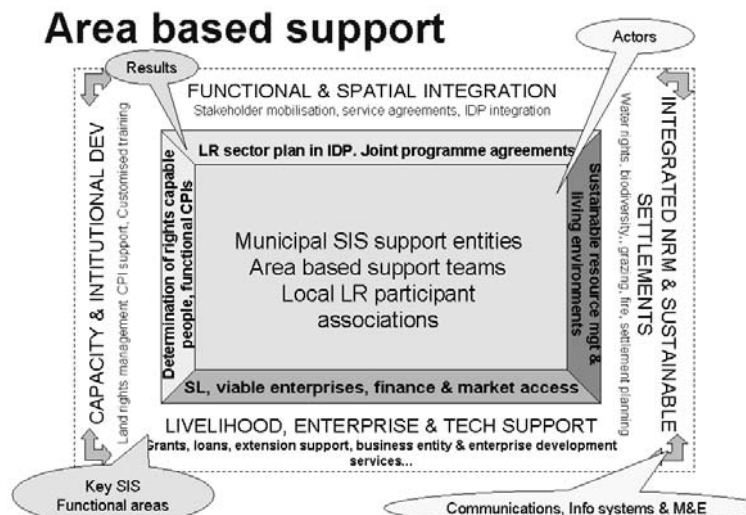 Area based support
Actors
Results
FUNCTIONAL & SPATIAL INTEGRATION
Stakeholder mobilisation, service agreements, IDP integration
CAPACITY & INTITUTIONAL DEV
Land rights management CPI support, Customised training
Determination of rights capable
people, functional CPIs
LR sector plan in IDP. Joint programme agreements
Municipal SIS support entities
Area based support teams
Local LR participant
associations
Sustainable resource mgt &
living environments
Water rights, biodiversity,, grazing, fire, settlement planning
INTEGRATED NRM & SUSTAINABLE
SETTLEMENTS
SL, viable enterprises, finance & market access
LIVELIHOOD, ENTERPRISE & TECH SUPPORT
Grants, loans, extension support, business entity & enterprise development
services...
Key SIS
Functional areas
Communications, Info systems & M&E